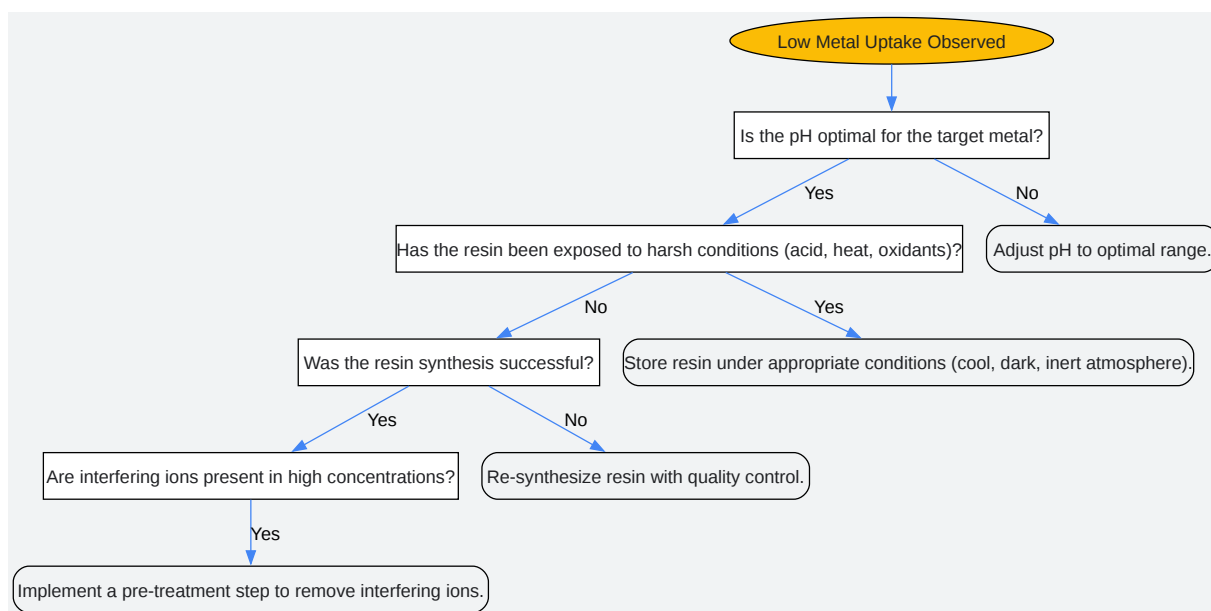 Low Metal Uptake Observed
Is the pH optimal for the target metal?
Yes
No
Has the resin been exposed to harsh conditions (acid, heat, oxidants)?
Adjust pH to optimal range.
No
Yes
Was the resin synthesis successful?
Store resin under appropriate conditions (cool, dark, inert atmosphere).
Yes
No
Are interfering ions present in high concentrations?
Re-synthesize resin with quality control.
Yes
Implement a pre-treatment step to remove interfering ions.